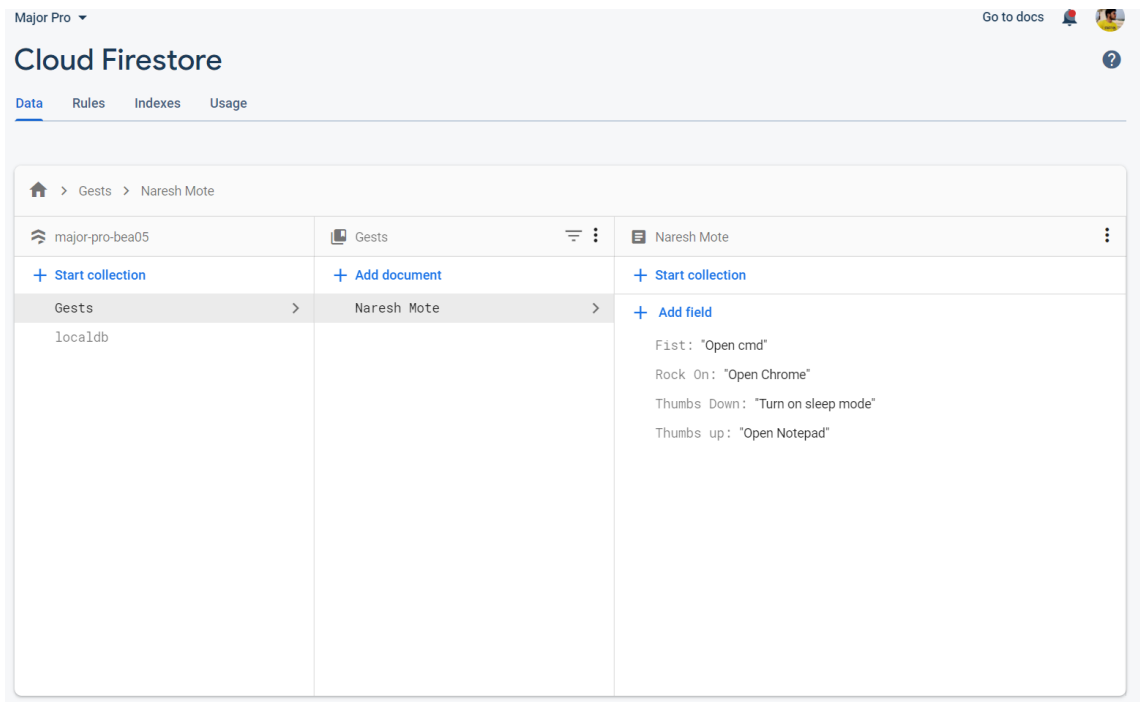 Major Pro
Go to docs
Cloud Firestore
Data Rules Indexes Usage
Gests Naresh Mote
major-pro-bea05
Gests
Naresh Mote
Start collection
Add document
Start collection
Gests
localdb
Naresh Mote
Add field
Fist: "Open cmd"
Rock On: "Open Chrome"
Thumbs Down: "Turn on sleep mode"
Thumbs up: "Open Notepad"